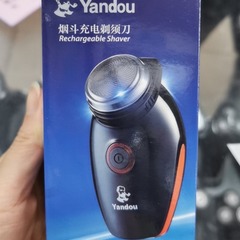 Yandou
烟斗充电剃须刀
Rechargeable Shaver
Yandou